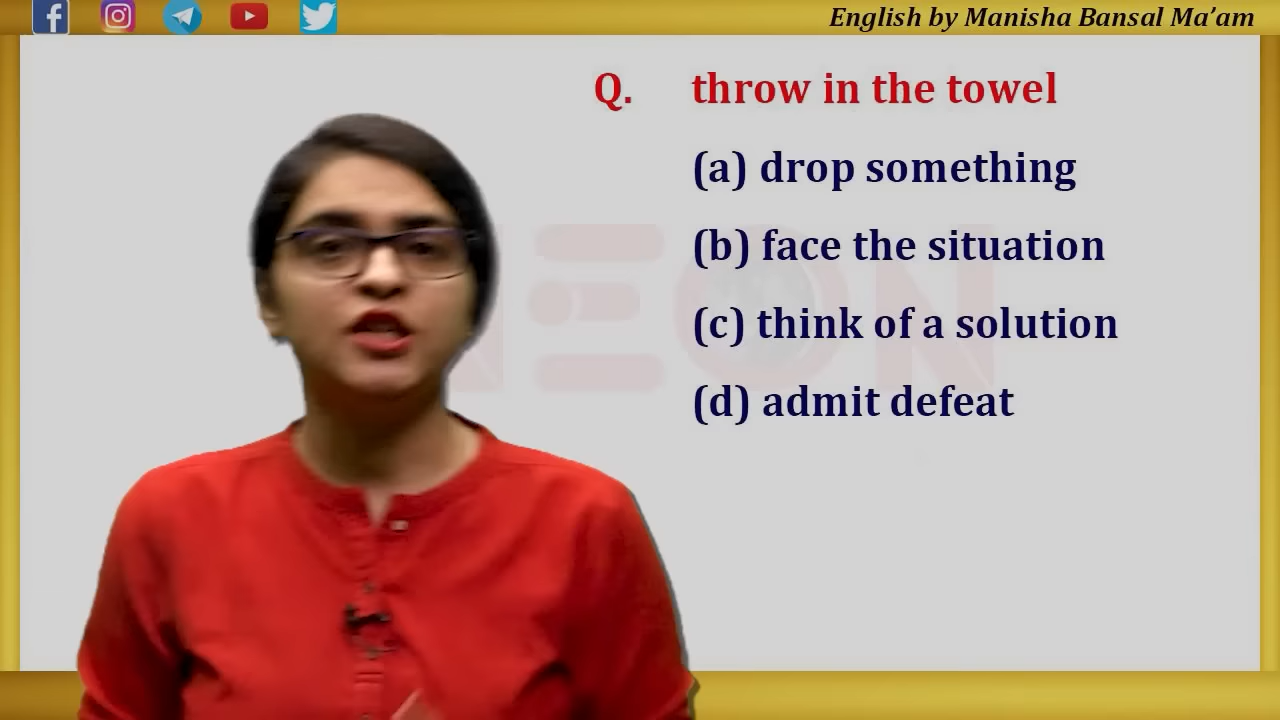 English by Manisha Bansal Ma’am
Q. throw in the towel
(a) drop something
(b) face the situation
(c) think of a solution
(d) admit defeat
NEON